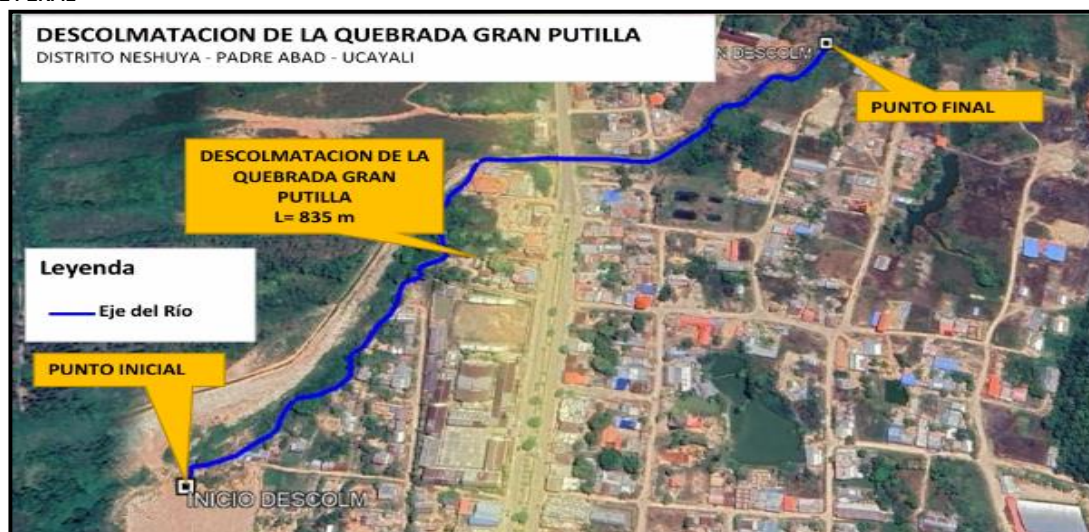 DESCOLMATACION DE LA QUEBRADA GRAN PUTILLA
DISTRITO NESHUYA - PADRE ABAD - UCAYALI
DESCOLM
PUNTO FINAL
DESCOLMATACION DE LA
QUEBRADA GRAN
PUTILLA
L= 835 m
Leyenda
Eje del Río
PUNTO INICIAL
INICIO DESCOLM